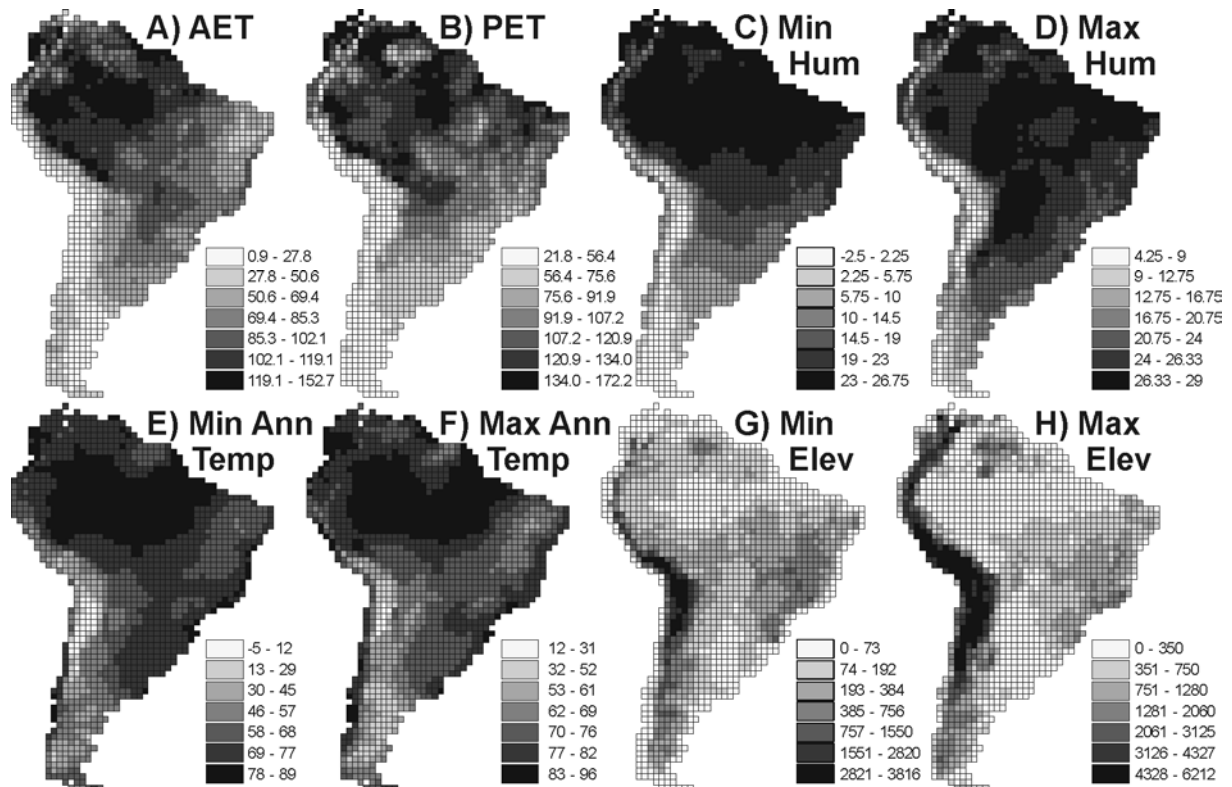 A) AET
0.9 - 27.8
27.8 - 50.6
50.6 - 69.4
69.4 - 85.3
85.3 - 102.1
102.1 - 119.1
119.1 - 152.7
B) PET
21.8 - 56.4
56.4 - 75.6
75.6 - 91.9
91.9 - 107.2
107.2 - 120.9
120.9 - 134.0
134.0 - 172.2
C) Min
Hum
-2.5 - 2.25
2.25 - 5.75
5.75 - 10
10 - 14.5
14.5 - 19
19 - 23
23 - 26.75
D) Max
Hum
4.25 - 9
9 - 12.75
12.75 - 16.75
16.75 - 20.75
20.75 - 24
24 - 26.33
26.33 - 29
E) Min Ann
Temp
-5 - 12
13 - 29
30 - 45
46 - 57
58 - 68
69 - 77
78 - 89
F) Max Ann
Temp
12 - 31
32 - 52
53 - 61
62 - 69
70 - 76
77 - 82
83 - 96
G) Min
Elev
0 - 73
74 - 192
193 - 384
385 - 756
757 - 1550
1551 - 2820
2821 - 3816
H) Max
Elev
0 - 350
351 - 750
751 - 1280
1281 - 2060
2061 - 3125
3126 - 4327
4328 - 6212